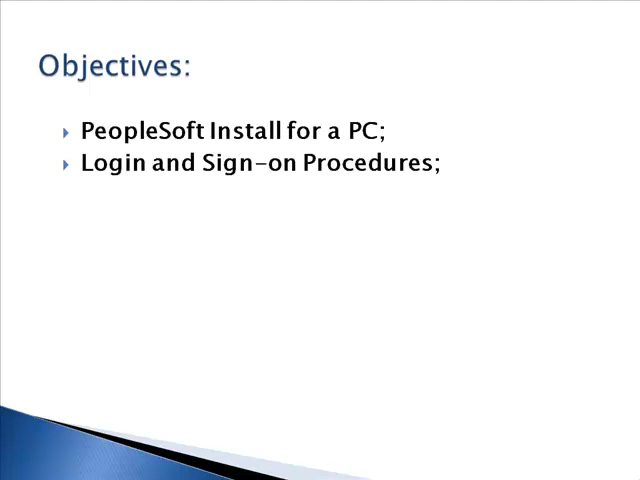 Objectives:
PeopleSoft Install for a PC;
Login and Sign-on Procedures;